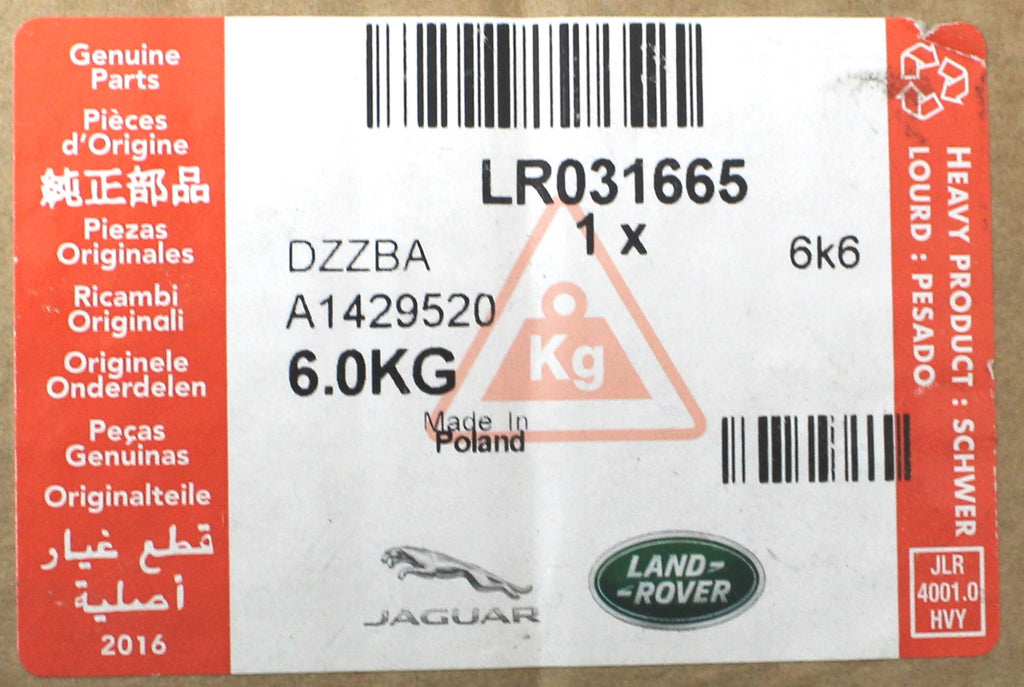 Genuine
Parts
Pièces
d'Origine
純正部品
Piezas
Originales
Ricambi
Originali
Originele
Onderdelen
Peças
Genuinas
Originalteile
قطع غيار
أصلية
2016
LR031665
1 x
DZZBA
6k6
A1429520
6.0KG
Kg
Made In
Poland
JAGUAR
LAND-
-ROVER
HEAVY PRODUCT : SCHWER
LOURD : PESADO
JLR
4001.0
HVY